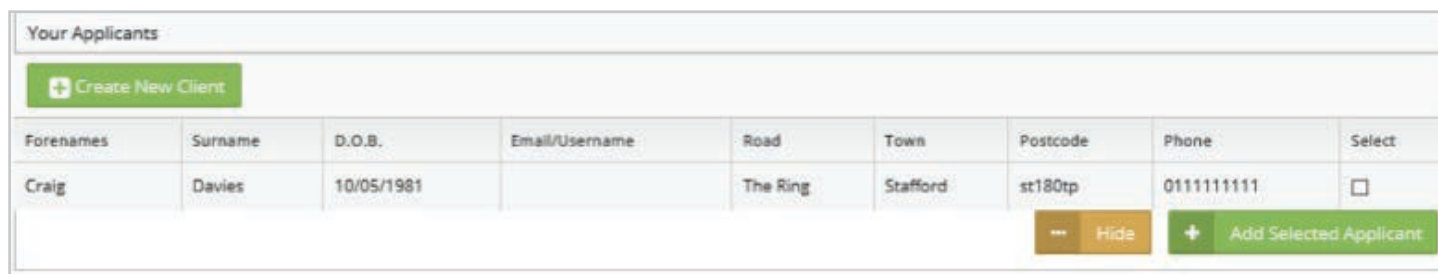 Your Applicants
Create New Client
Forenames Surname D.O.B. Email/Username Road Town Postcode Phone Select
Craig Davies 10/05/1981 The Ring Stafford st180tp 0111111111
Hide Add Selected Applicant